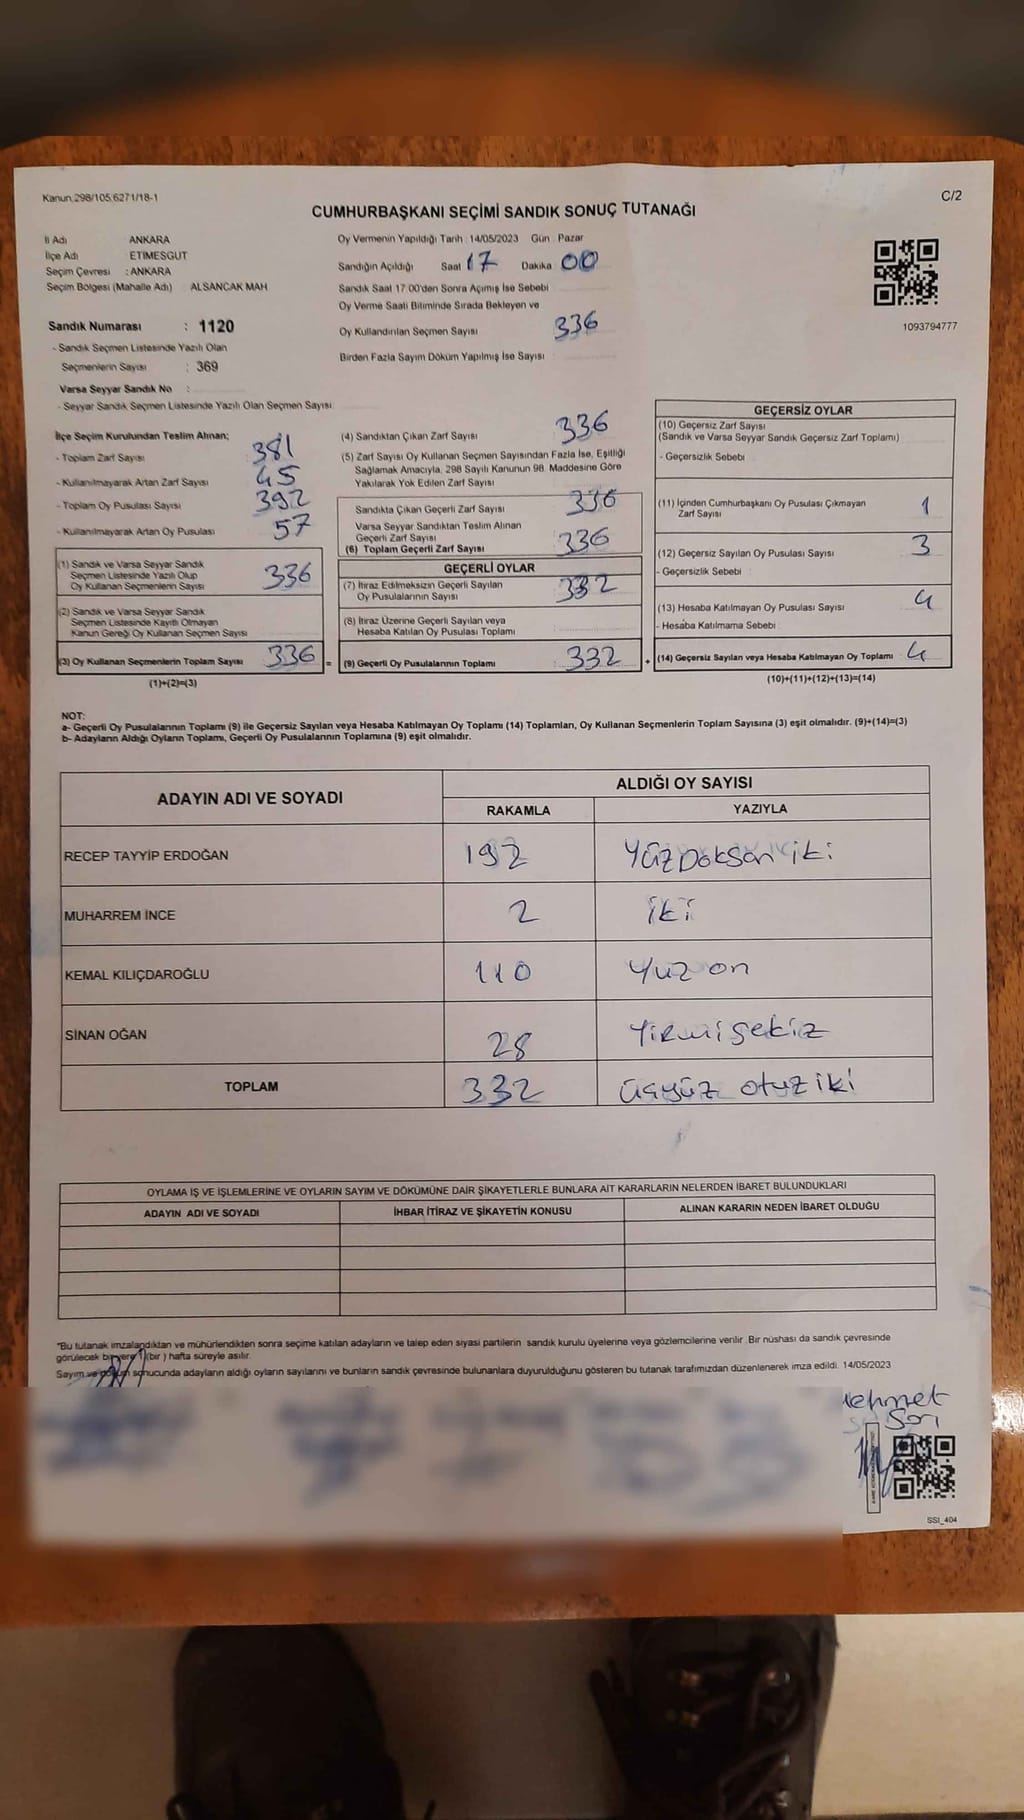 Kanun.298/105,6271/18-1
C/2
CUMHURBAŞKANI SEÇİMİ SANDIK SONUÇ TUTANAĞI
İl Adı ANKARA
İlçe Adı ETİMESGUT
Seçim Çevresi : ANKARA
Seçim Bölgesi (Mahalle Adı) ALSANCAK MAH
Sandık Numarası : 1120
- Sandık Seçmen Listesinde Yazılı Olan
Seçmenlerin Sayısı : 369
Varsa Seyyar Sandık No :
- Seyyar Sandık Seçmen Listesinde Yazılı Olan Seçmen Sayısı
Oy Vermenin Yapıldığı Tarih 14/05/2023 Gün Pazar
Sandığın Açıldığı Saat 17 Dakika 00
Sandık Saat 17:00'den Sonra Açımış İse Sebebi
Oy Verme Saati Bitiminde Sırada Bekleyen ve
Oy Kullandırılan Seçmen Sayısı 336
Birden Fazla Sayım Döküm Yapılmış İse Sayısı
1093794777
İlçe Seçim Kurulundan Teslim Alınan;
- Toplam Zarf Sayısı 381
- Kullanılmayarak Artan Zarf Sayısı 45
- Toplam Oy Pusulası Sayısı 392
- Kullanılmayarak Artan Oy Pusulası 57
(1) Sandık ve Varsa Seyyar Sandık
Seçmen Listesinde Yazılı Olup
Oy Kullanan Seçmenlerin Sayısı 336
(2) Sandık ve Varsa Seyyar Sandık
Seçmen Listesinde Kayıtlı Olmayan
Kanun Gereği Oy Kullanan Seçmen Sayısı
(3) Oy Kullanan Seçmenlerin Toplam Sayısı 336 =
(1)+(2)=(3)
(4) Sandıktan Çıkan Zarf Sayısı 336
(5) Zarf Sayısı Oy Kullanan Seçmen Sayısından Fazla İse, Eşitliği
Sağlamak Amacıyla, 298 Sayılı Kanunun 98. Maddesine Göre
Yakılarak Yok Edilen Zarf Sayısı
Sandıkta Çıkan Geçerli Zarf Sayısı 336
Varsa Seyyar Sandıktan Teslim Alınan
Geçerli Zarf Sayısı
(6) Toplam Geçerli Zarf Sayısı 336
GEÇERLİ OYLAR
(7) İtiraz Edilmeksizin Geçerli Sayılan
Oy Pusulalarının Sayısı 332
(8) İtiraz Üzerine Geçerli Sayılan veya
Hesaba Katılan Oy Pusulası Toplamı
(9) Geçerli Oy Pusulalarının Toplamı 332 +
GEÇERSİZ OYLAR
(10) Geçersiz Zarf Sayısı
(Sandık ve Varsa Seyyar Sandık Geçersiz Zarf Toplamı)
- Geçersizlik Sebebi
(11) İçinden Cumhurbaşkanı Oy Pusulası Çıkmayan
Zarf Sayısı 1
(12) Geçersiz Sayılan Oy Pusulası Sayısı 3
- Geçersizlik Sebebi
(13) Hesaba Katılmayan Oy Pusulası Sayısı 4
- Hesaba Katılmama Sebebi
(14) Geçersiz Sayılan veya Hesaba Katılmayan Oy Toplamı 4
(10)+(11)+(12)+(13)=(14)
NOT:
a- Geçerli Oy Pusulalarının Toplamı (9) ile Geçersiz Sayılan veya Hesaba Katılmayan Oy Toplamı (14) Toplamları, Oy Kullanan Seçmenlerin Toplam Sayısına (3) eşit olmalıdır. (9)+(14)=(3)
b- Adayların Aldığı Oyların Toplamı, Geçerli Oy Pusulalarının Toplamına (9) eşit olmalıdır.
ADAYIN ADI VE SOYADI ALDIĞI OY SAYISI
RAKAMLA YAZIYLA
RECEP TAYYİP ERDOĞAN 192 YüzDoksan iki
MUHARREM İNCE 2 iki
KEMAL KILIÇDAROĞLU 110 Yuz on
SİNAN OĞAN 28 Yirmi sekiz
TOPLAM 332 üçyüz otuz iki
OYLAMA İŞ VE İŞLEMLERİNE VE OYLARIN SAYIM VE DÖKÜMÜNE DAİR ŞİKAYETLERLE BUNLARA AİT KARARLARIN NELERDEN İBARET BULUNDUKLARI
ADAYIN ADI VE SOYADI İHBAR İTİRAZ VE ŞİKAYETİN KONUSU ALINAN KARARIN NEDEN İBARET OLDUĞU
*Bu tutanak imzalandıktan ve mühürlendikten sonra seçime katılan adayların ve talep eden siyasi partilerin sandık kurulu üyelerine veya gözlemcilerine verilir. Bir nüshası da sandık çevresinde
görülecek bir yere 1 (bir ) hafta süreyle asılır.
Sayım ve döküm sonucunda adayların aldığı oyların sayılarını ve bunların sandık çevresinde bulunanlara duyurulduğunu gösteren bu tutanak tarafımızdan düzenlenerek imza edildi. 14/05/2023
Mehmet
Sarı
SSI_404